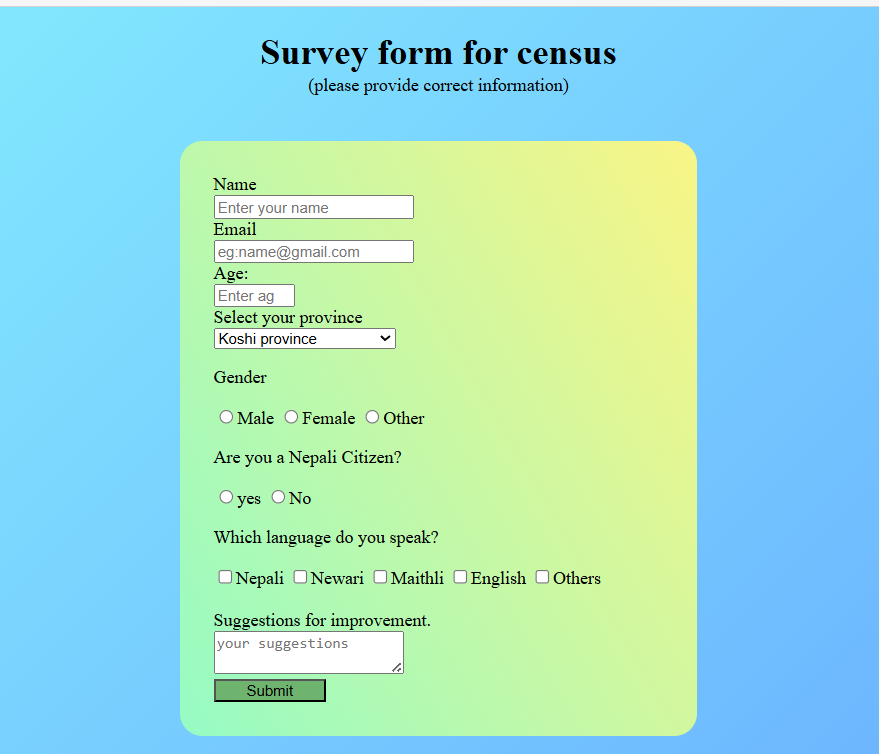 Survey form for census
(please provide correct information)
Name
Enter your name
Email
eg:name@gmail.com
Age:
Enter ag
Select your province
Koshi province
Gender
Male Female Other
Are you a Nepali Citizen?
yes No
Which language do you speak?
Nepali Newari Maithli English Others
Suggestions for improvement.
your suggestions
Submit